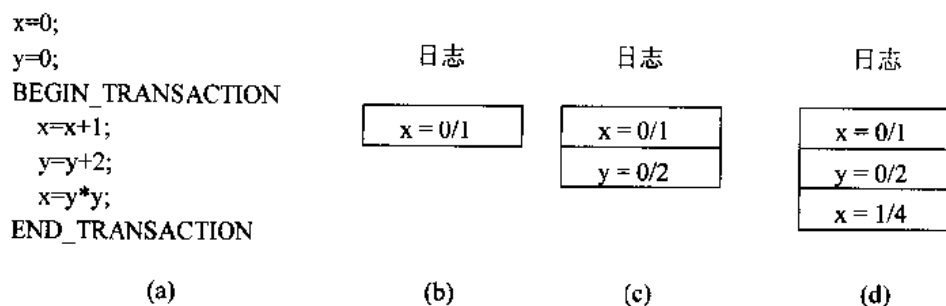 x=0;
y=0;
BEGIN_TRANSACTION
x=x+1;
y=y+2;
x=y*y;
END_TRANSACTION
(a)
日志
x = 0/1
(b)
日志
x = 0/1
y = 0/2
(c)
日志
x = 0/1
y = 0/2
x = 1/4
(d)